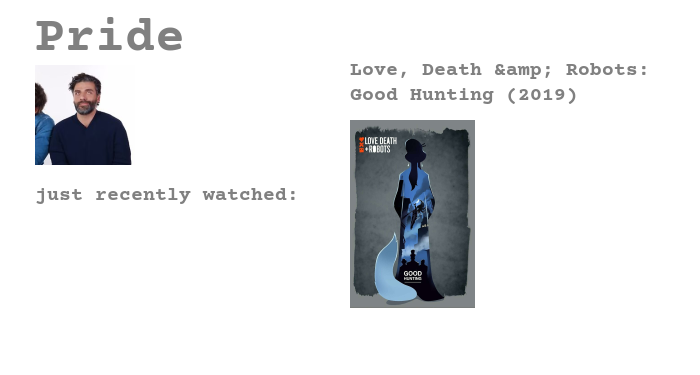 Pride
just recently watched:
Love, Death &amp; Robots:
Good Hunting (2019)
LOVE DEATH
+ROBOTS
GOOD
HUNTING